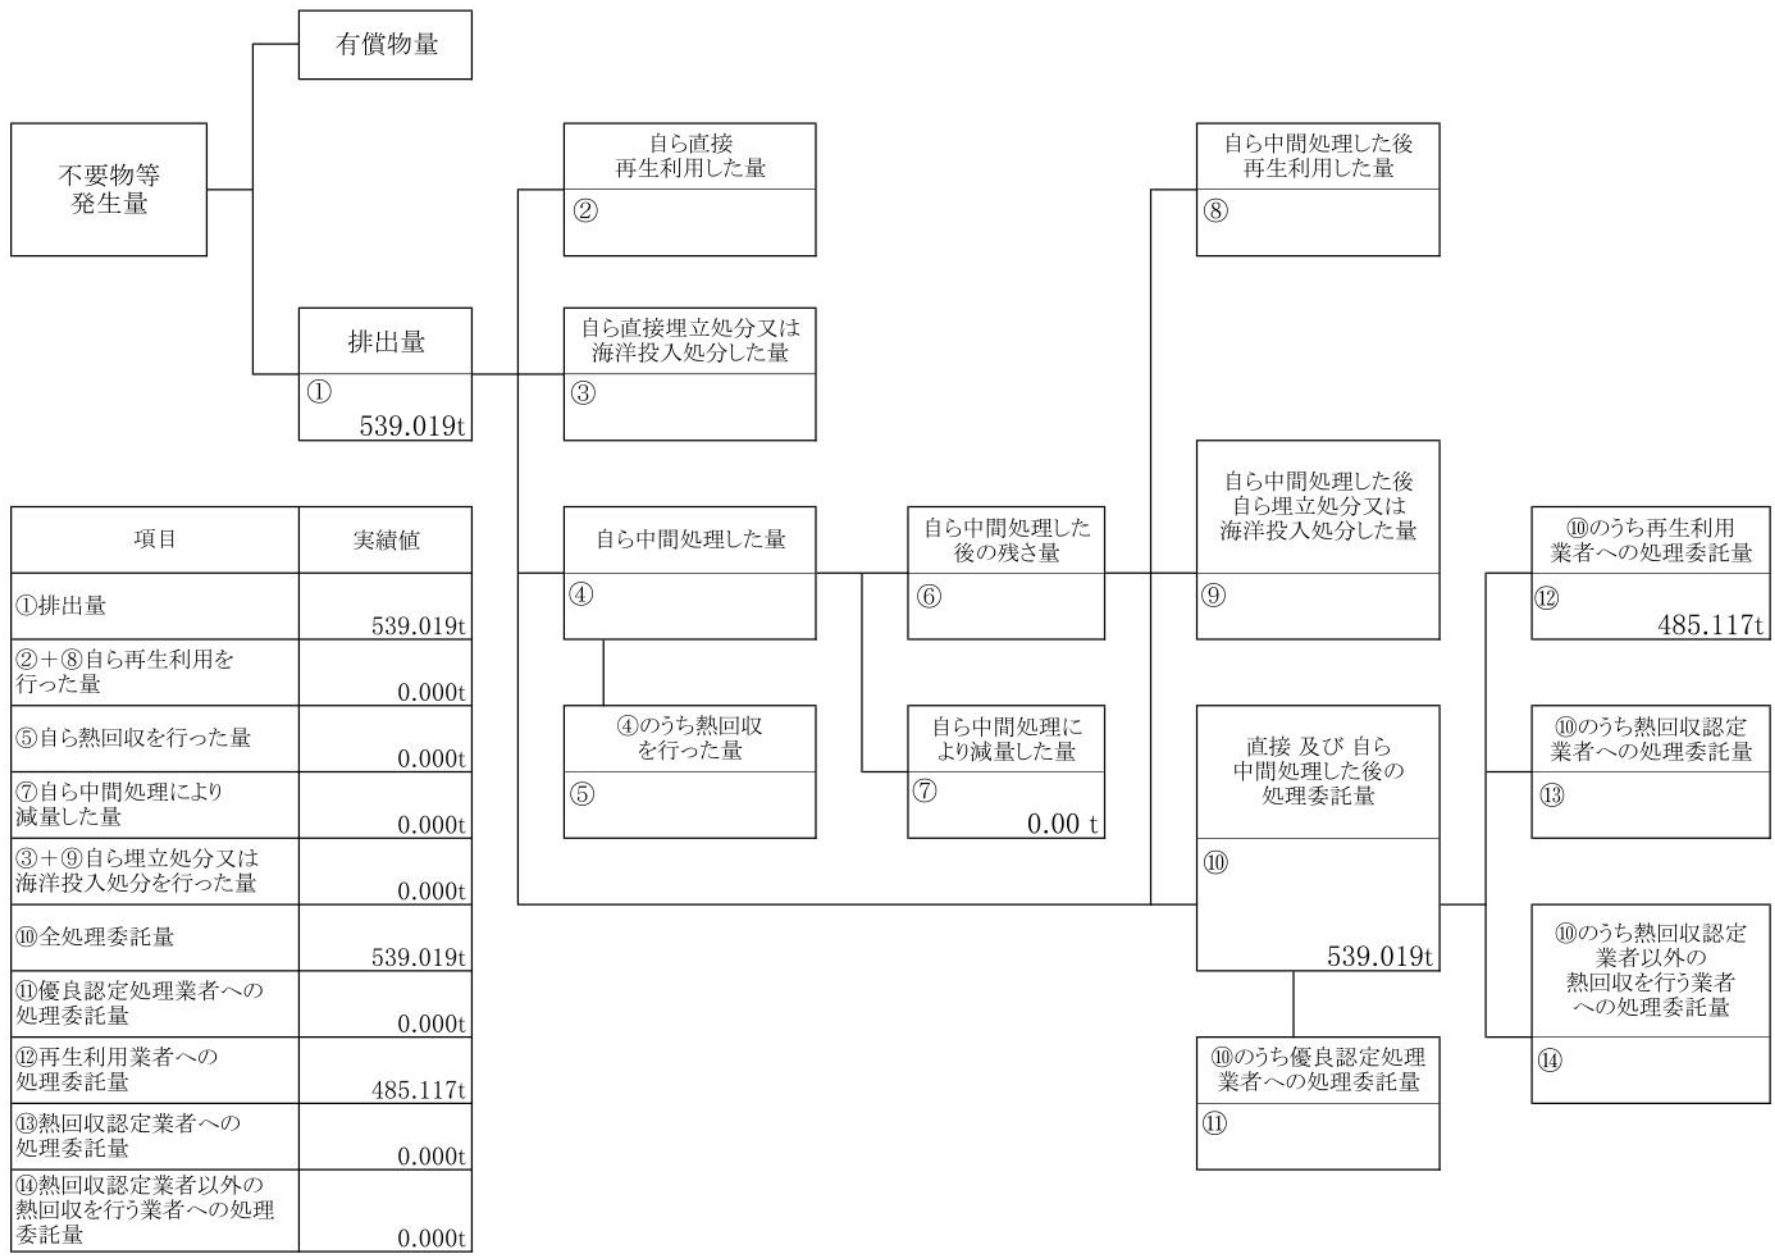 有償物量
不要物等
発生量
自ら直接
再生利用した量
②
自ら中間処理した後
再生利用した量
⑧
排出量
①
539.019t
自ら直接埋立処分又は
海洋投入処分した量
③
自ら中間処理した量
④
自ら中間処理した
後の残さ量
⑥
自ら中間処理した後
自ら埋立処分又は
海洋投入処分した量
⑨
⑩のうち再生利用
業者への処理委託量
⑫
485.117t
④のうち熱回収
を行った量
⑤
自ら中間処理に
より減量した量
⑦
0.00 t
直接 及び 自ら
中間処理した後の
処理委託量
⑩
539.019t
⑩のうち熱回収認定
業者への処理委託量
⑬
⑩のうち熱回収認定
業者以外の
熱回収を行う業者
への処理委託量
⑭
⑩のうち優良認定処理
業者への処理委託量
⑪
項目
実績値
①排出量
539.019t
②+⑧自ら再生利用を
行った量
0.000t
⑤自ら熱回収を行った量
0.000t
⑦自ら中間処理により
減量した量
0.000t
③+⑨自ら埋立処分又は
海洋投入処分を行った量
0.000t
⑩全処理委託量
539.019t
⑪優良認定処理業者への
処理委託量
0.000t
⑫再生利用業者への
処理委託量
485.117t
⑬熱回収認定業者への
処理委託量
0.000t
⑭熱回収認定業者以外の
熱回収を行う業者への処理
委託量
0.000t